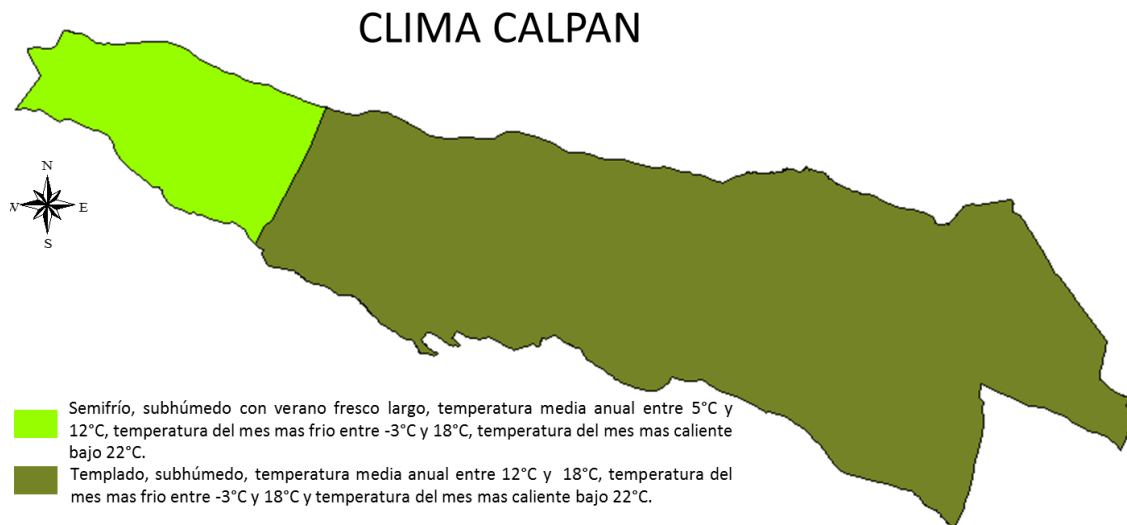 CLIMA CALPAN
N
W E
S
Semifrío, subhúmedo con verano fresco largo, temperatura media anual entre 5°C y
12°C, temperatura del mes mas frio entre -3°C y 18°C, temperatura del mes mas caliente
bajo 22°C.
Templado, subhúmedo, temperatura media anual entre 12°C y 18°C, temperatura del
mes mas frio entre -3°C y 18°C y temperatura del mes mas caliente bajo 22°C.